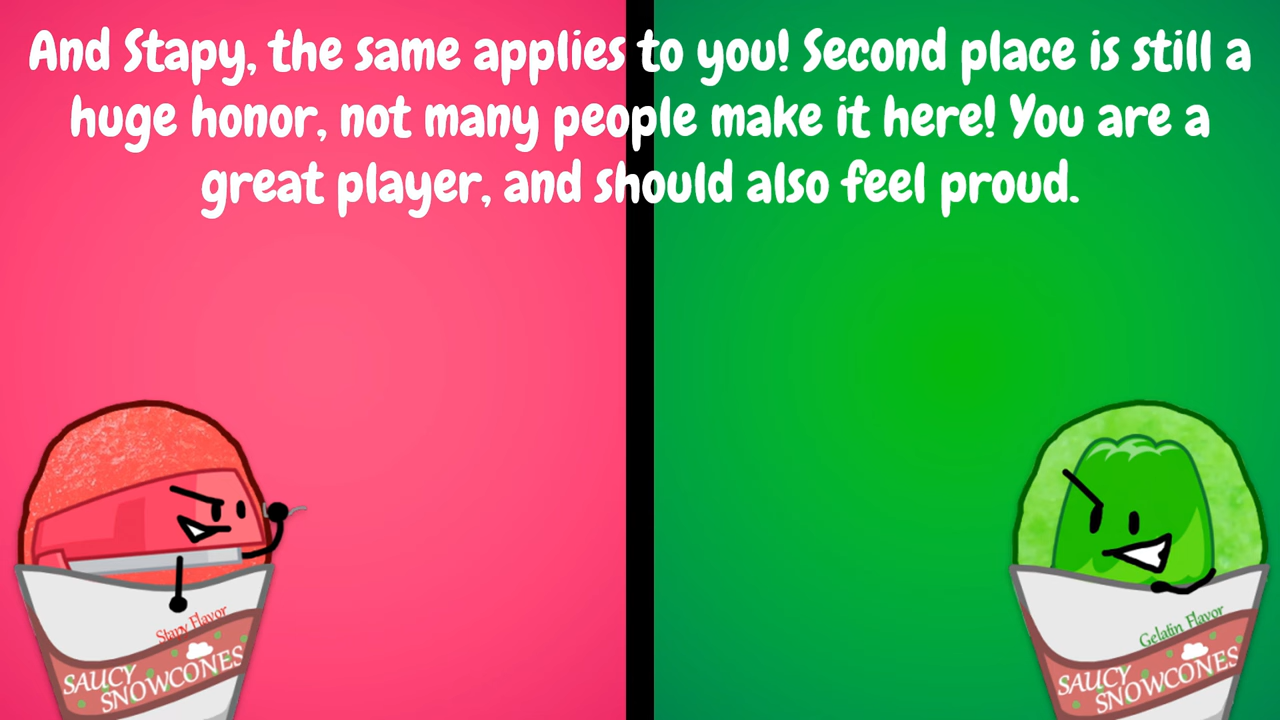 And Stapy, the same applies to you! Second place is still a
huge honor, not many people make it here! You are a
great player, and should also feel proud.
Stapy Flavor
SAUCY
SNOWCONES
Gelatin Flavor
SAUCY
SNOWCONES